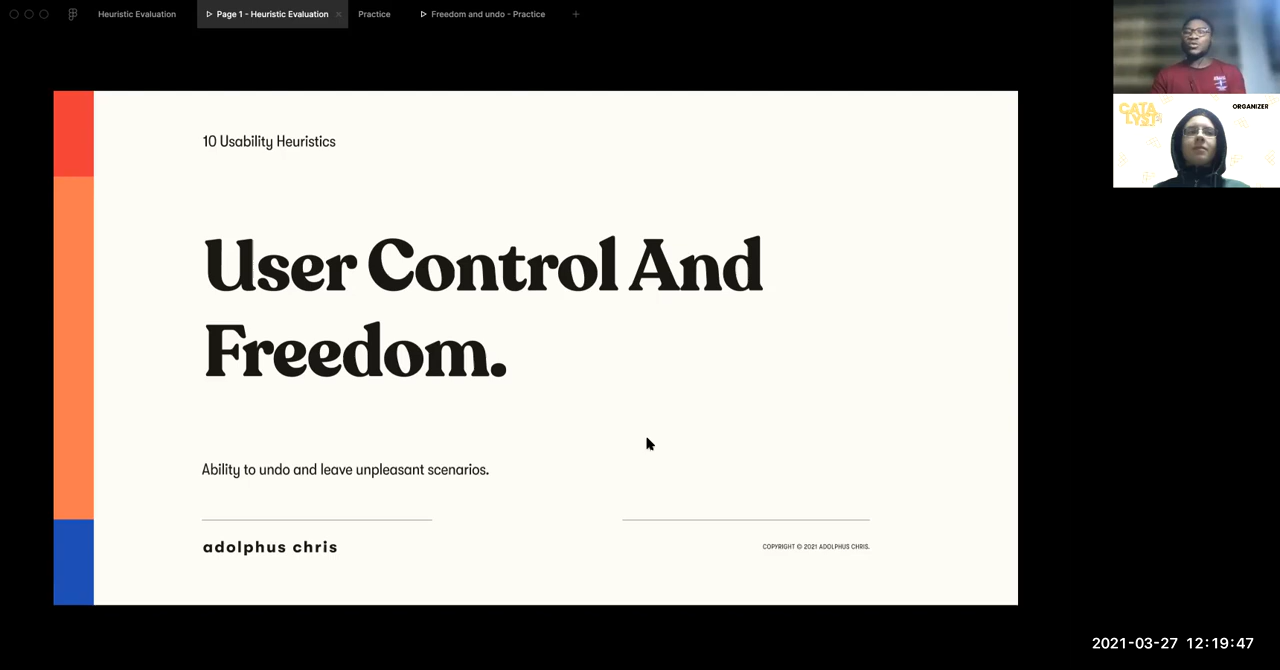 Heuristic Evaluation
Page 1 - Heuristic Evaluation
Practice
Freedom and undo - Practice
10 Usability Heuristics
User Control And
Freedom.
Ability to undo and leave unpleasant scenarios.
adolphus chris
COPYRIGHT © 2021 ADOLPHUS CHRIS.
CATA
LYST
ORGANIZER
2021-03-27 12:19:47